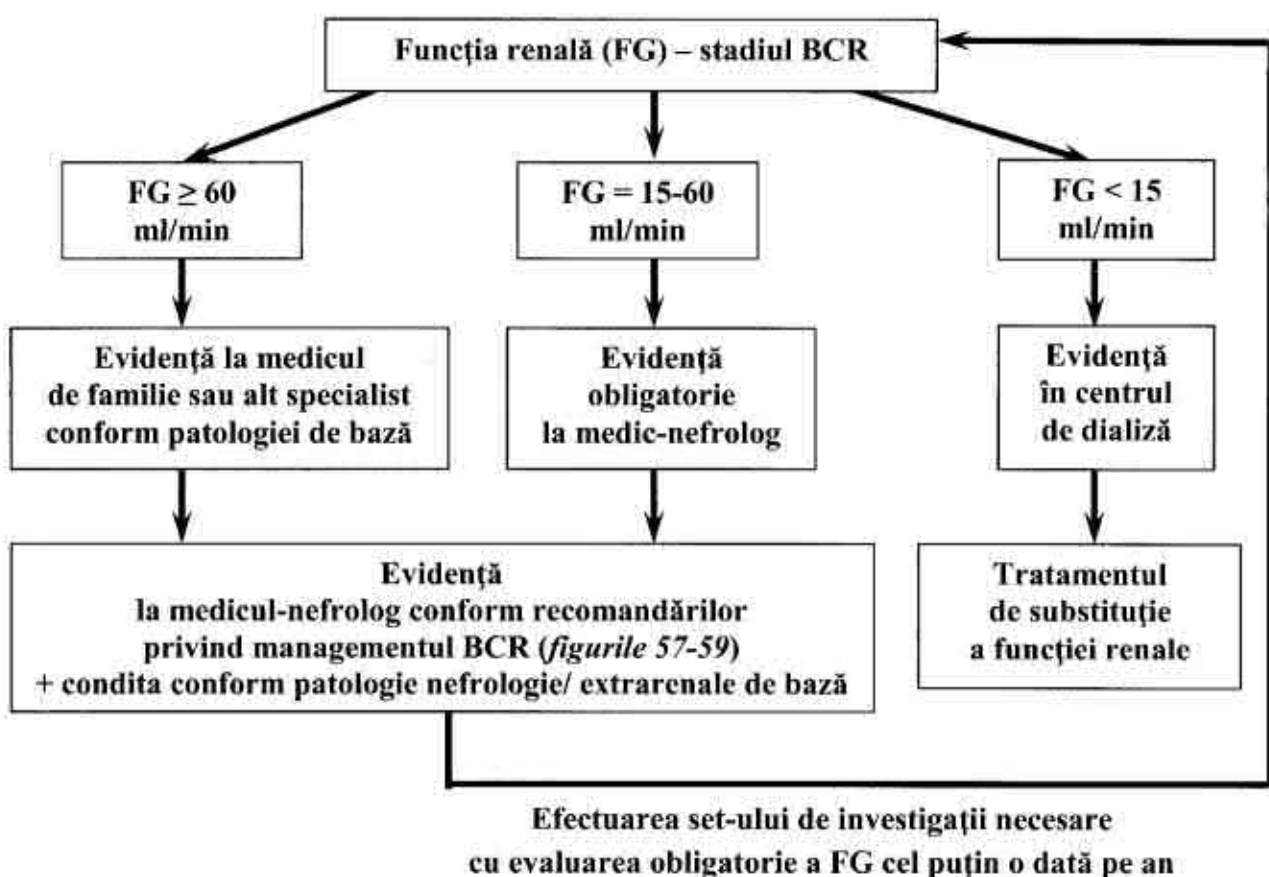 Funcţia renală (FG) – stadiul BCR
FG ≥ 60
ml/min
FG = 15-60
ml/min
FG < 15
ml/min
Evidenţă la medicul
de familie sau alt specialist
conform patologiei de bază
Evidenţă
obligatorie
la medic-nefrolog
Evidenţă
în centrul
de dializă
Evidenţă
la medicul-nefrolog conform recomandărilor
privind managementul BCR (figurile 57-59)
+ condita conform patologie nefrologie/ extrarenale de bază
Tratamentul
de substituţie
a funcţiei renale
Efectuarea set-ului de investigaţii necesare
cu evaluarea obligatorie a FG cel puţin o dată pe an